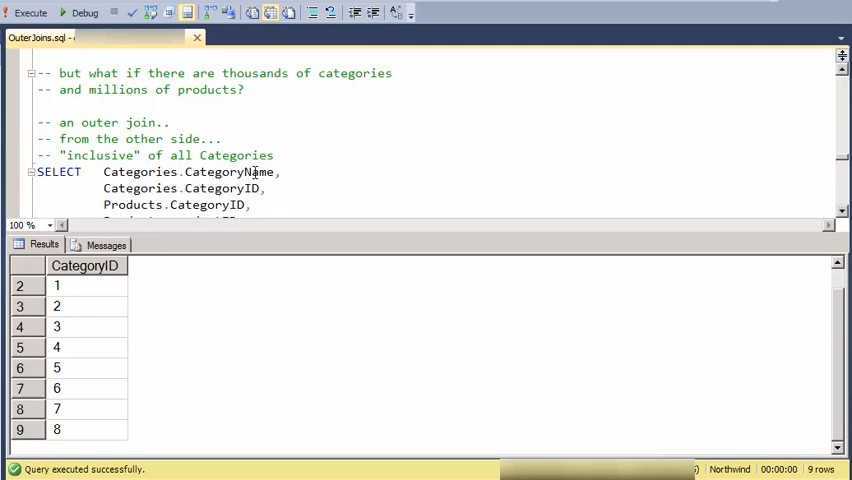 Execute Debug
OuterJoins.sql -
-- but what if there are thousands of categories
-- and millions of products?
-- an outer join..
-- from the other side...
-- "inclusive" of all Categories
SELECT Categories.CategoryName,
Categories.CategoryID,
Products.CategoryID,
100 %
Results Messages
CategoryID
2 1
3 2
4 3
5 4
6 5
7 6
8 7
9 8
Query executed successfully. Northwind 00:00:00 9 rows